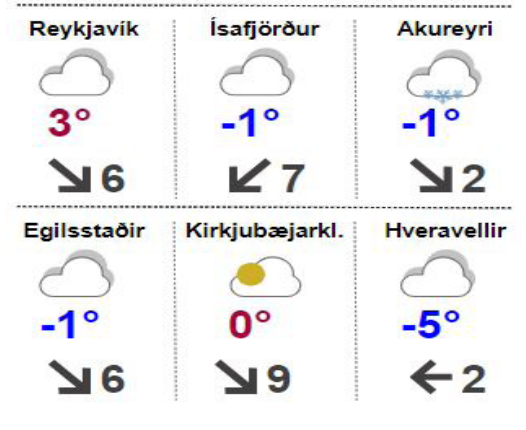 Reykjavík Ísafjörður Akureyri
3° -1° -1°
6 7 2
Egilsstaðir Kirkjubæjarkl. Hveravellir
-1° 0° -5°
6 9 2